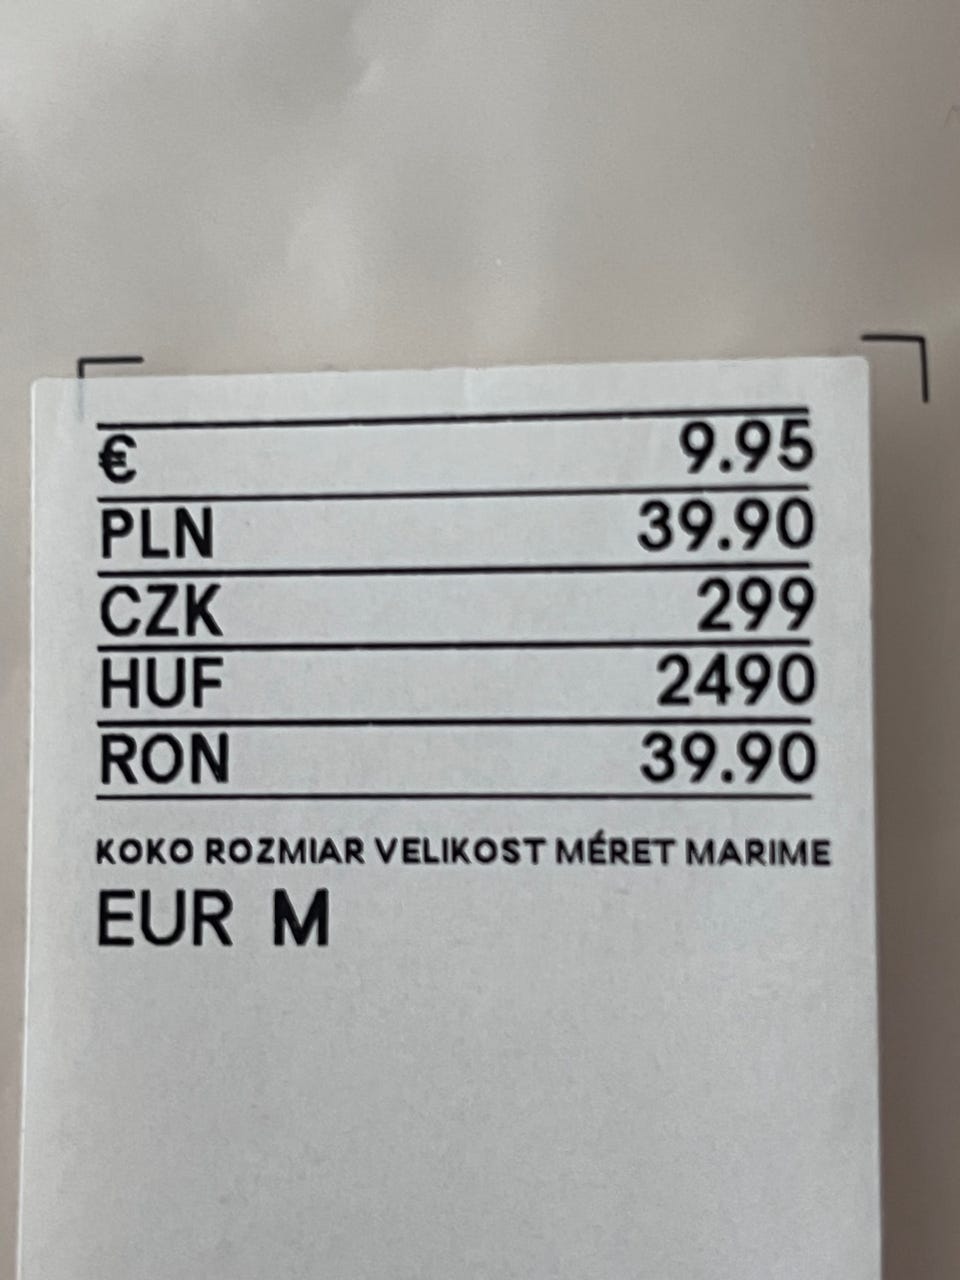 € 9.95
PLN 39.90
CZK 299
HUF 2490
RON 39.90
KOKO ROZMIAR VELIKOST MÉRET MARIME
EUR M